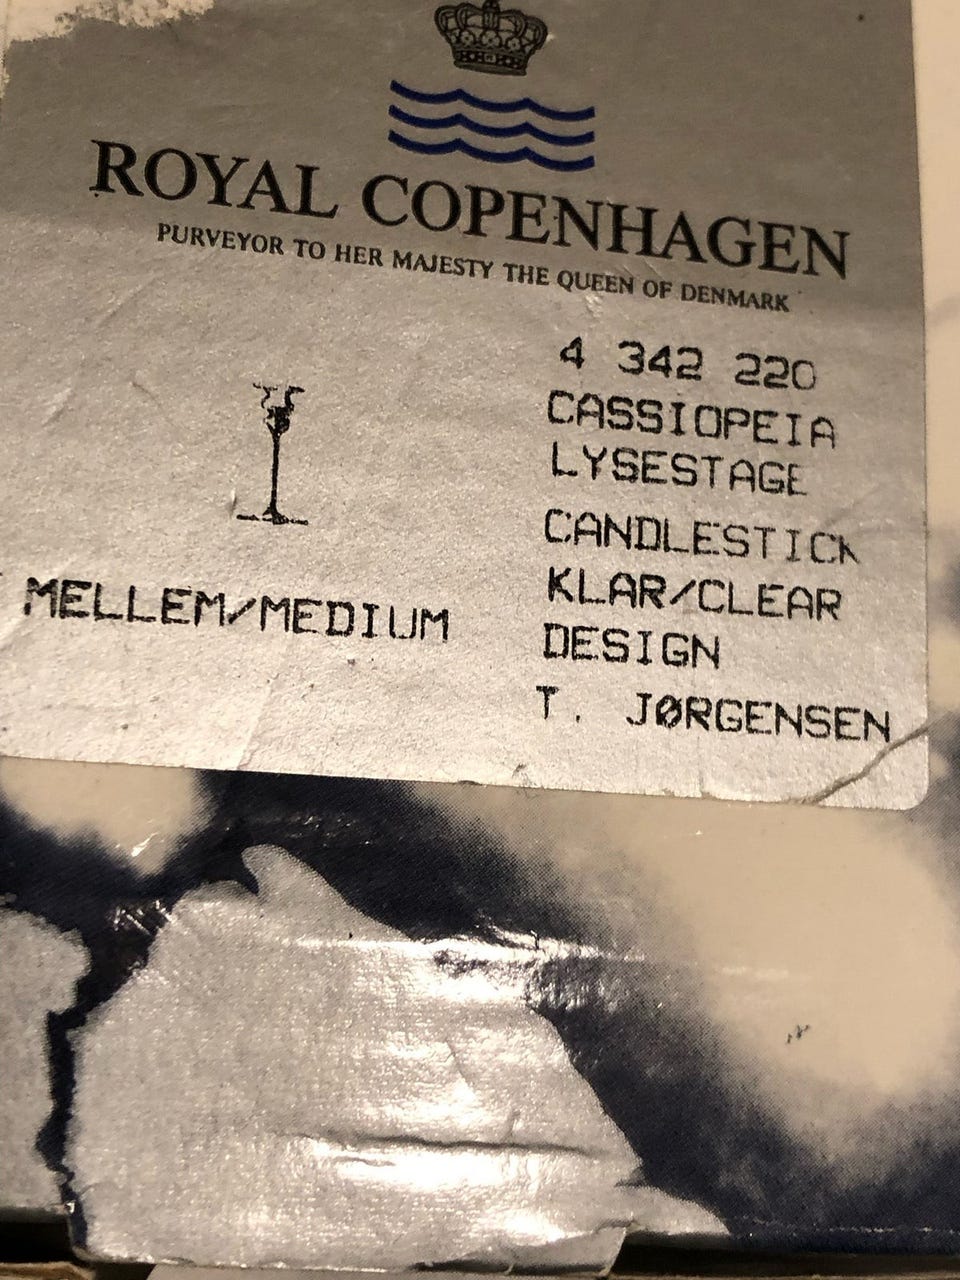 ROYAL COPENHAGEN
PURVEYOR TO HER MAJESTY THE QUEEN OF DENMARK
4 342 220
CASSIOPEIA
LYSESTAGE
CANDLESTICK
KLAR/CLEAR
MELLEM/MEDIUM
DESIGN
T. JØRGENSEN